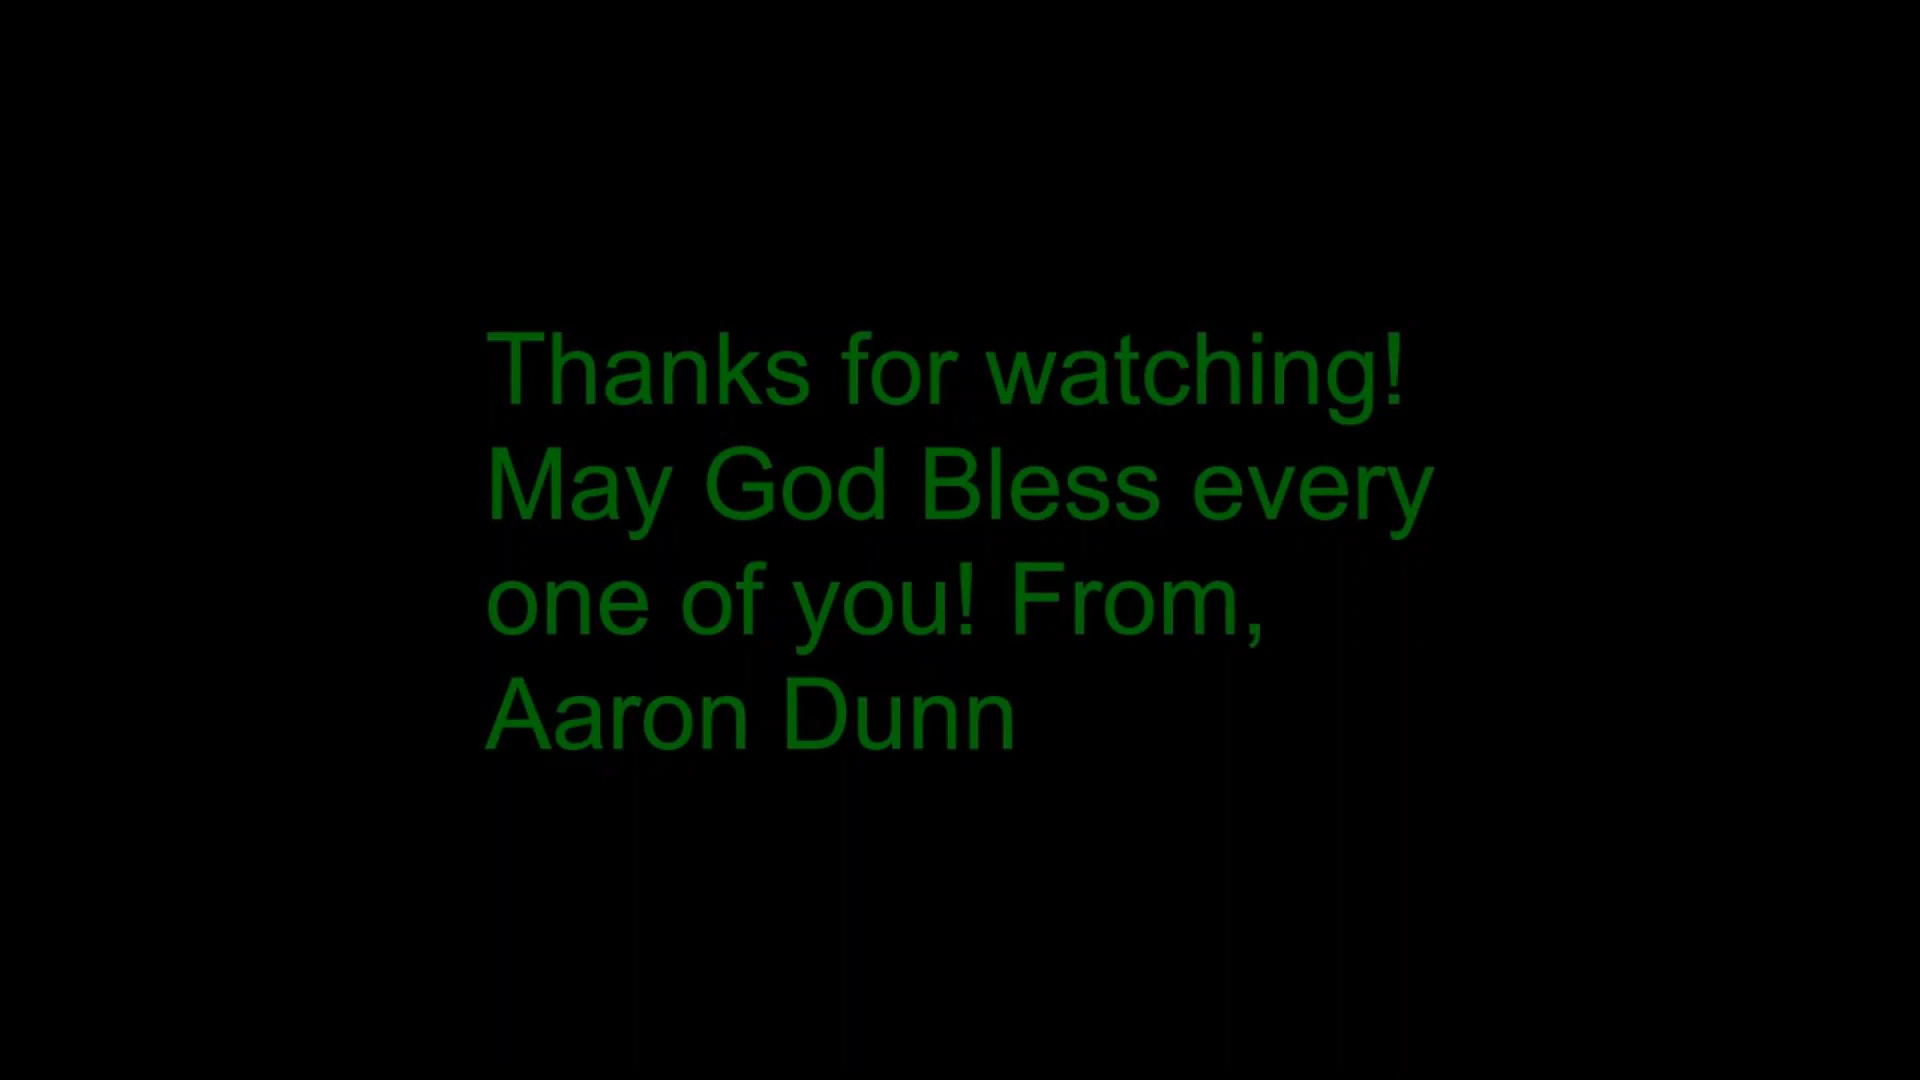 Thanks for watching!
May God Bless every
one of you! From,
Aaron Dunn